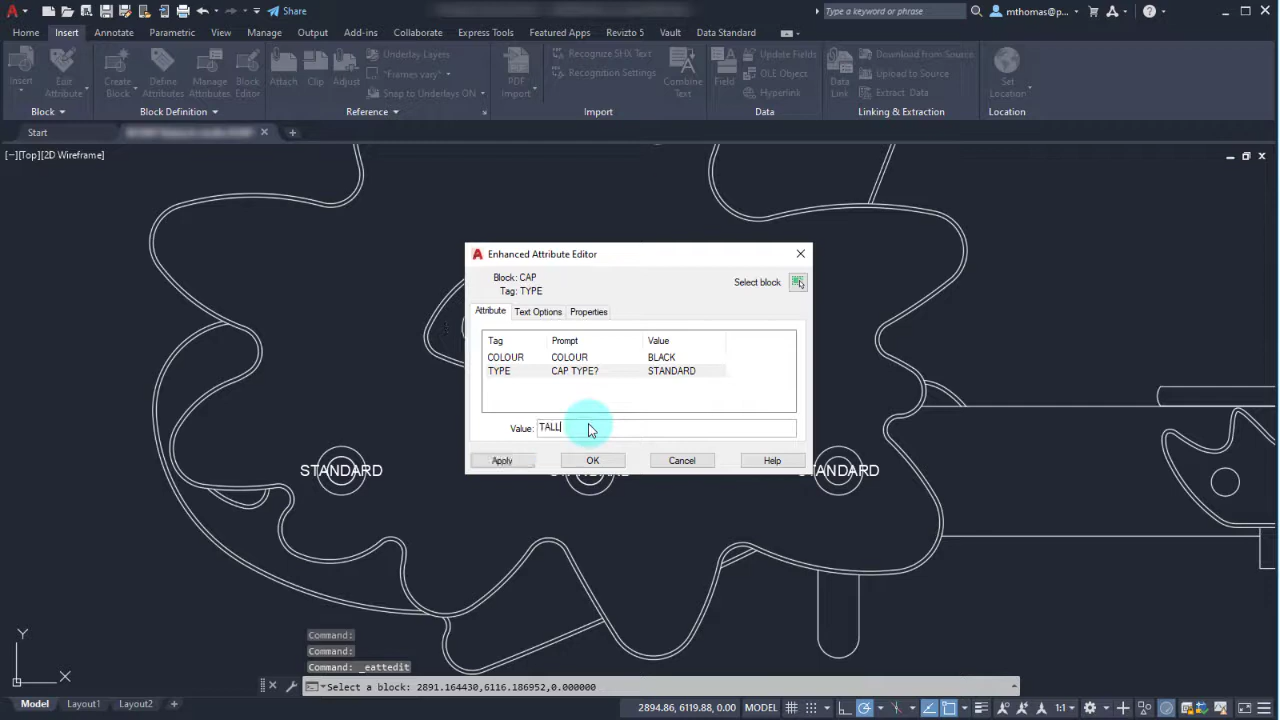 Share
Type a keyword or phrase
mthomas@p...
Home Insert Annotate Parametric View Manage Output Add-ins Collaborate Express Tools Featured Apps Revizto 5 Vault Data Standard
Insert
Edit Attribute
Create Block
Define Attributes
Manage Attributes
Block Editor
Attach
Clip
Adjust
Underlay Layers
*Frames vary*
Snap to Underlays ON
PDF Import
Recognize SHX Text
Recognition Settings
Combine Text
Field
Update Fields
OLE Object
Hyperlink
Data Link
Download from Source
Upload to Source
Extract Data
Set Location
Block Block Definition Reference Import Data Linking & Extraction Location
Start
[−][Top][2D Wireframe]
Enhanced Attribute Editor
Block: CAP
Tag: TYPE
Select block
Attribute Text Options Properties
Tag Prompt Value
COLOUR COLOUR BLACK
TYPE CAP TYPE? STANDARD
Value: TALL
Apply OK Cancel Help
STANDARD
STANDARD
Y
X
Command:
Command:
Command: _eattedit
Select a block: 2891.164430,6116.186952,0.000000
Model Layout1 Layout2 +
2894.86, 6119.88, 0.00 MODEL
1:1